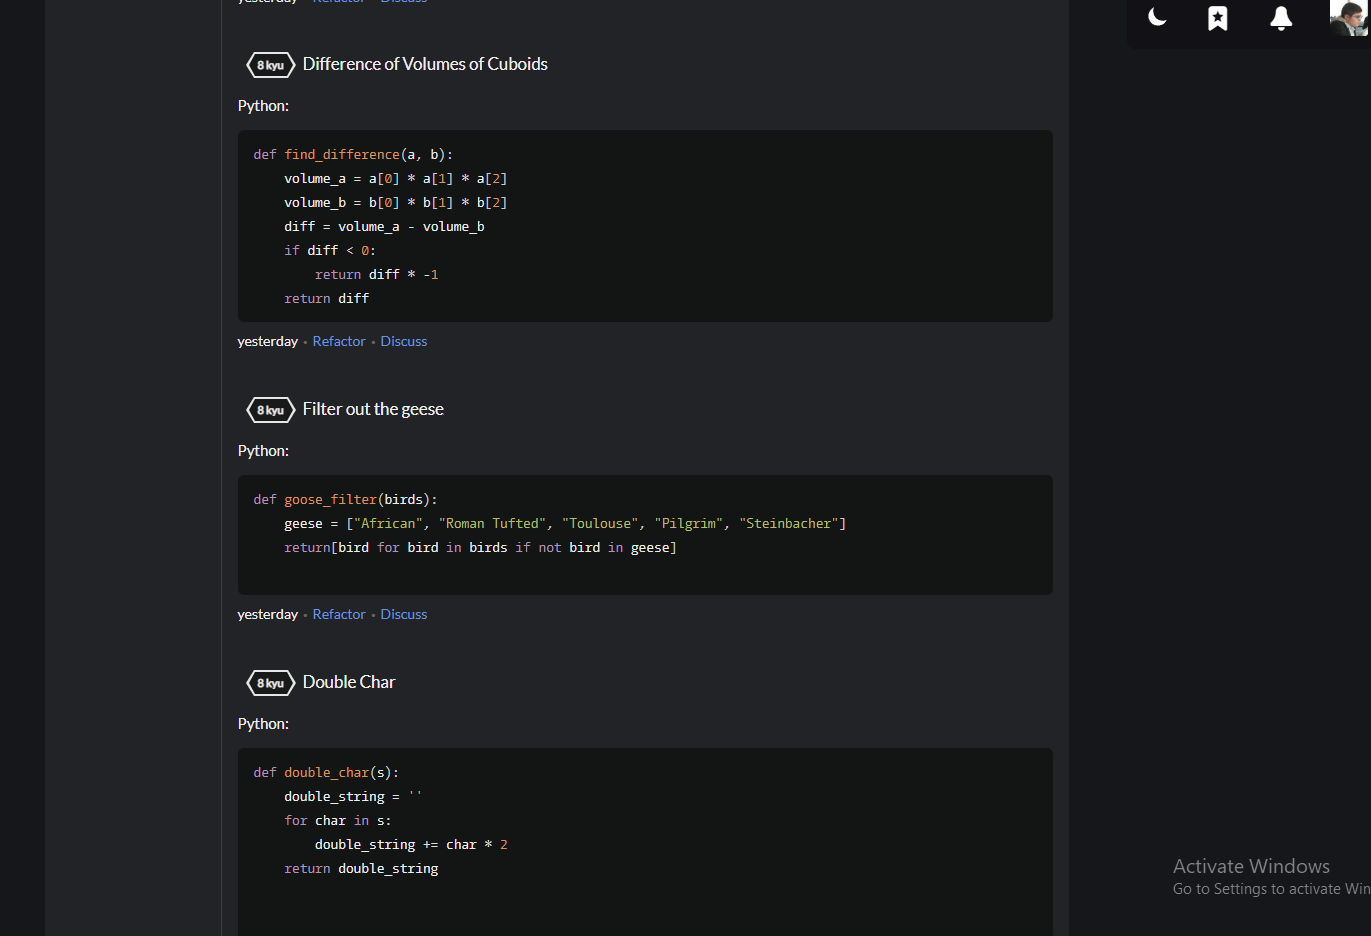 yesterday • Refactor • Discuss
8 kyu Difference of Volumes of Cuboids
Python:
def find_difference(a, b):
    volume_a = a[0] * a[1] * a[2]
    volume_b = b[0] * b[1] * b[2]
    diff = volume_a - volume_b
    if diff < 0:
        return diff * -1
    return diff
yesterday • Refactor • Discuss
8 kyu Filter out the geese
Python:
def goose_filter(birds):
    geese = ["African", "Roman Tufted", "Toulouse", "Pilgrim", "Steinbacher"]
    return[bird for bird in birds if not bird in geese]
yesterday • Refactor • Discuss
8 kyu Double Char
Python:
def double_char(s):
    double_string = ''
    for char in s:
        double_string += char * 2
    return double_string
Activate Windows
Go to Settings to activate Win